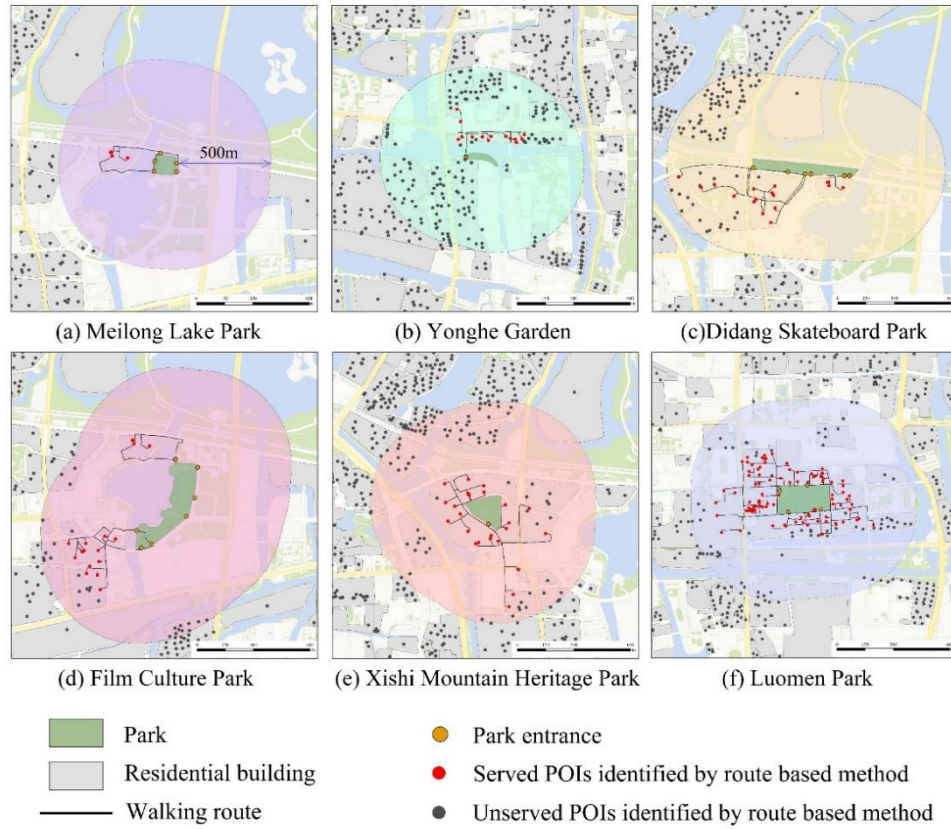 500m
(a) Meilong Lake Park
(b) Yonghe Garden
(c)Didang Skateboard Park
(d) Film Culture Park
(e) Xishi Mountain Heritage Park
(f) Luomen Park
Park
Residential building
Walking route
Park entrance
Served POIs identified by route based method
Unserved POIs identified by route based method